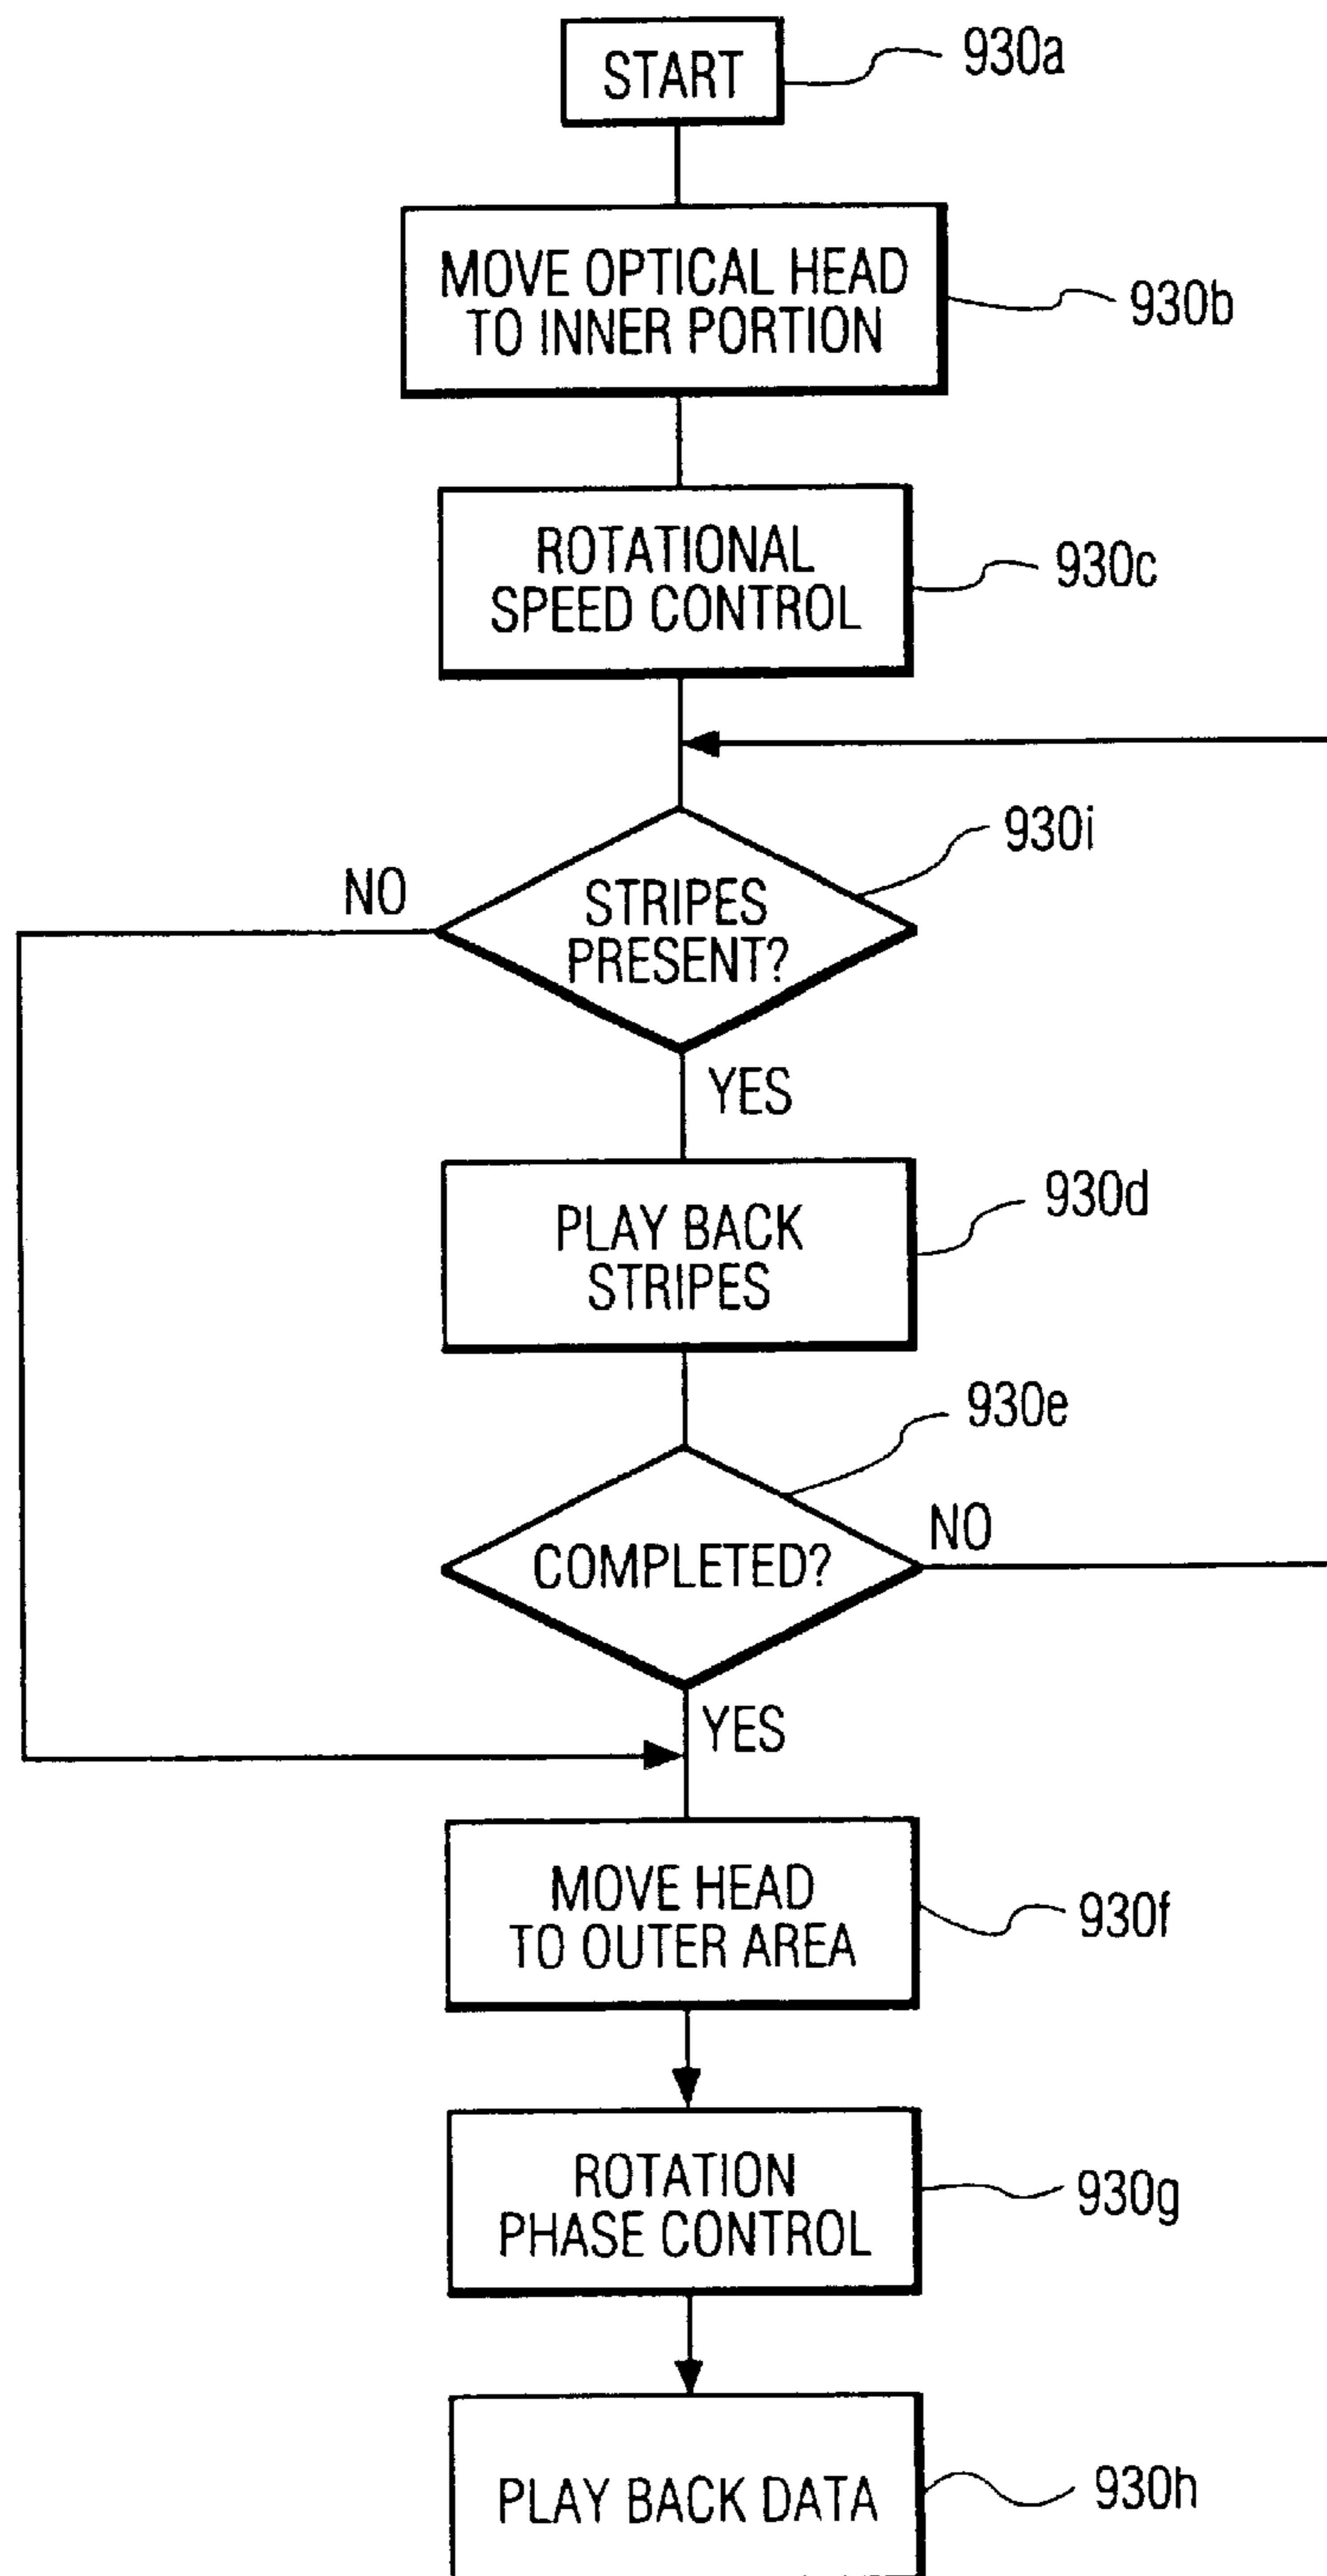 START
930a
MOVE OPTICAL HEAD
TO INNER PORTION
930b
ROTATIONAL
SPEED CONTROL
930c
930i
NO
STRIPES
PRESENT?
YES
930d
PLAY BACK
STRIPES
930e
NO
COMPLETED?
YES
MOVE HEAD
TO OUTER AREA
930f
ROTATION
PHASE CONTROL
930g
PLAY BACK DATA
930h